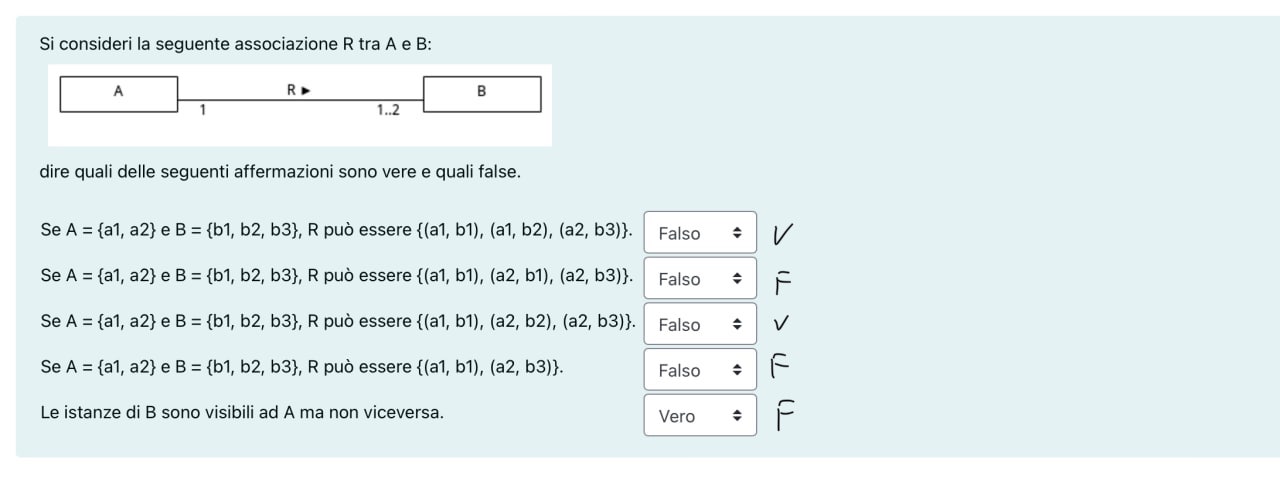 Si consideri la seguente associazione R tra A e B:
A R ► B
1 1..2
dire quali delle seguenti affermazioni sono vere e quali false.
Se A = {a1, a2} e B = {b1, b2, b3}, R può essere {(a1, b1), (a1, b2), (a2, b3)}. Falso V
Se A = {a1, a2} e B = {b1, b2, b3}, R può essere {(a1, b1), (a2, b1), (a2, b3)}. Falso F
Se A = {a1, a2} e B = {b1, b2, b3}, R può essere {(a1, b1), (a2, b2), (a2, b3)}. Falso V
Se A = {a1, a2} e B = {b1, b2, b3}, R può essere {(a1, b1), (a2, b3)}. Falso F
Le istanze di B sono visibili ad A ma non viceversa. Vero F